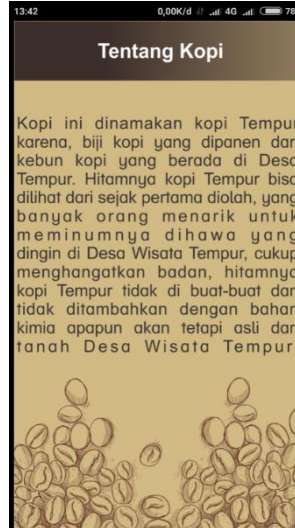 13:42
0,00K/d 4G 78
Tentang Kopi
Kopi ini dinamakan kopi Tempur
karena, biji kopi yang dipanen dar
kebun kopi yang berada di Desa
Tempur. Hitamnya kopi Tempur bisa
dilihat dari sejak pertama diolah, yang
banyak orang menarik untuk
meminumnya dihawa yang
dingin di Desa Wisata Tempur, cukup
menghangatkan badan, hitamnya
kopi Tempur tidak di buat-buat dan
tidak ditambahkan dengan bahan
kimia apapun akan tetapi asli dar
tanah Desa Wisata Tempur.